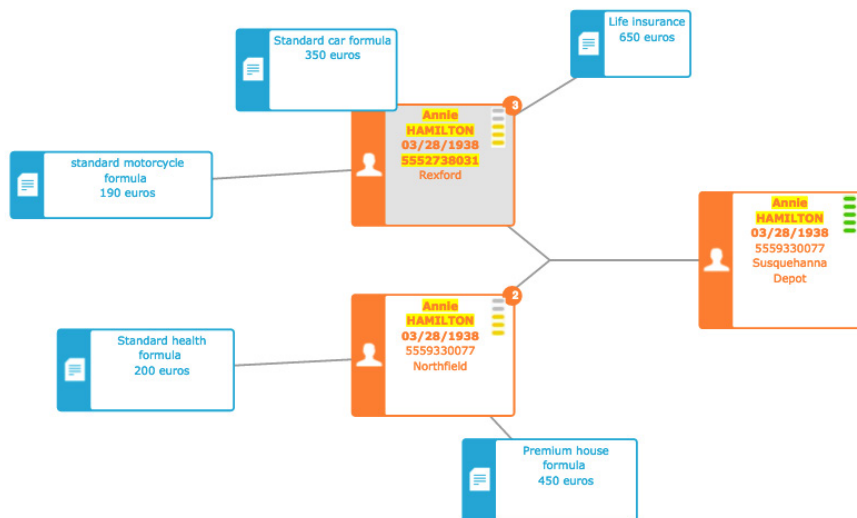 Life insurance
650 euros
Standard car formula
350 euros
3
Annie
HAMILTON
03/28/1938
5552738031
Rexford
standard motorcycle
formula
190 euros
Annie
HAMILTON
03/28/1938
5559330077
Susquehanna
Depot
2
Annie
HAMILTON
03/28/1938
5559330077
Northfield
Standard health
formula
200 euros
Premium house
formula
450 euros